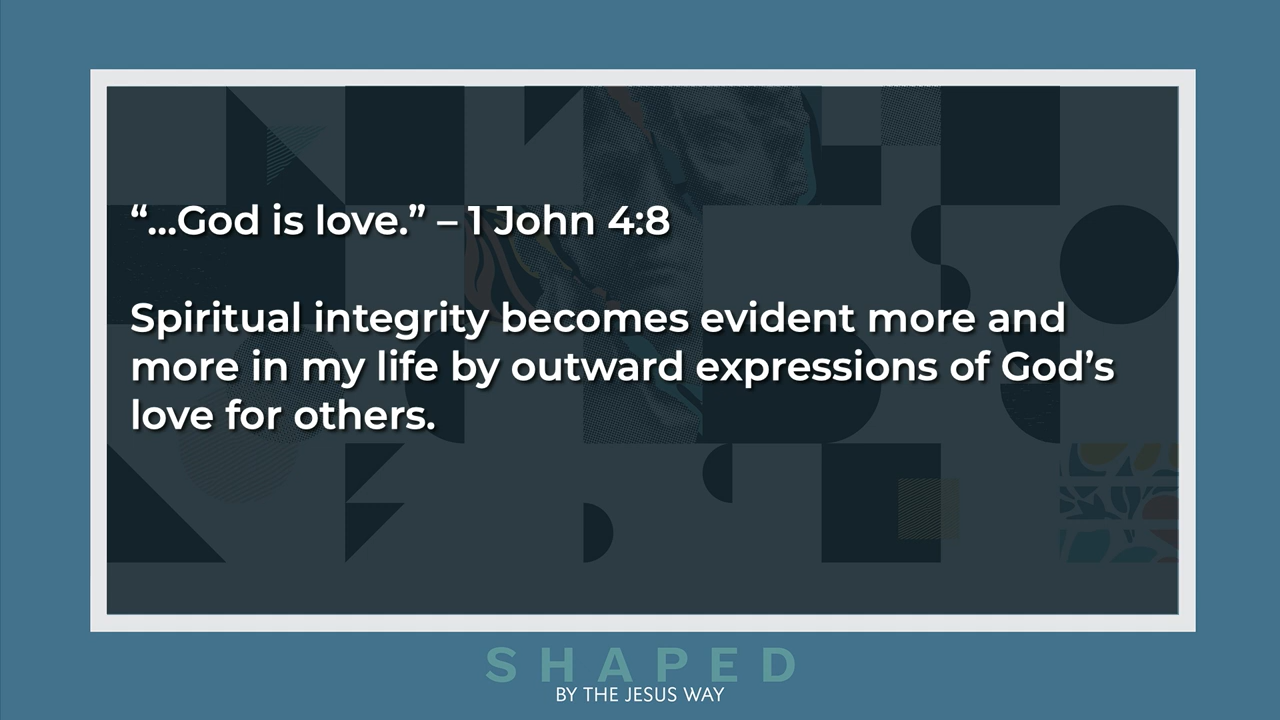 “...God is love.” – 1 John 4:8
Spiritual integrity becomes evident more and
more in my life by outward expressions of God’s
love for others.
SHAPED
BY THE JESUS WAY